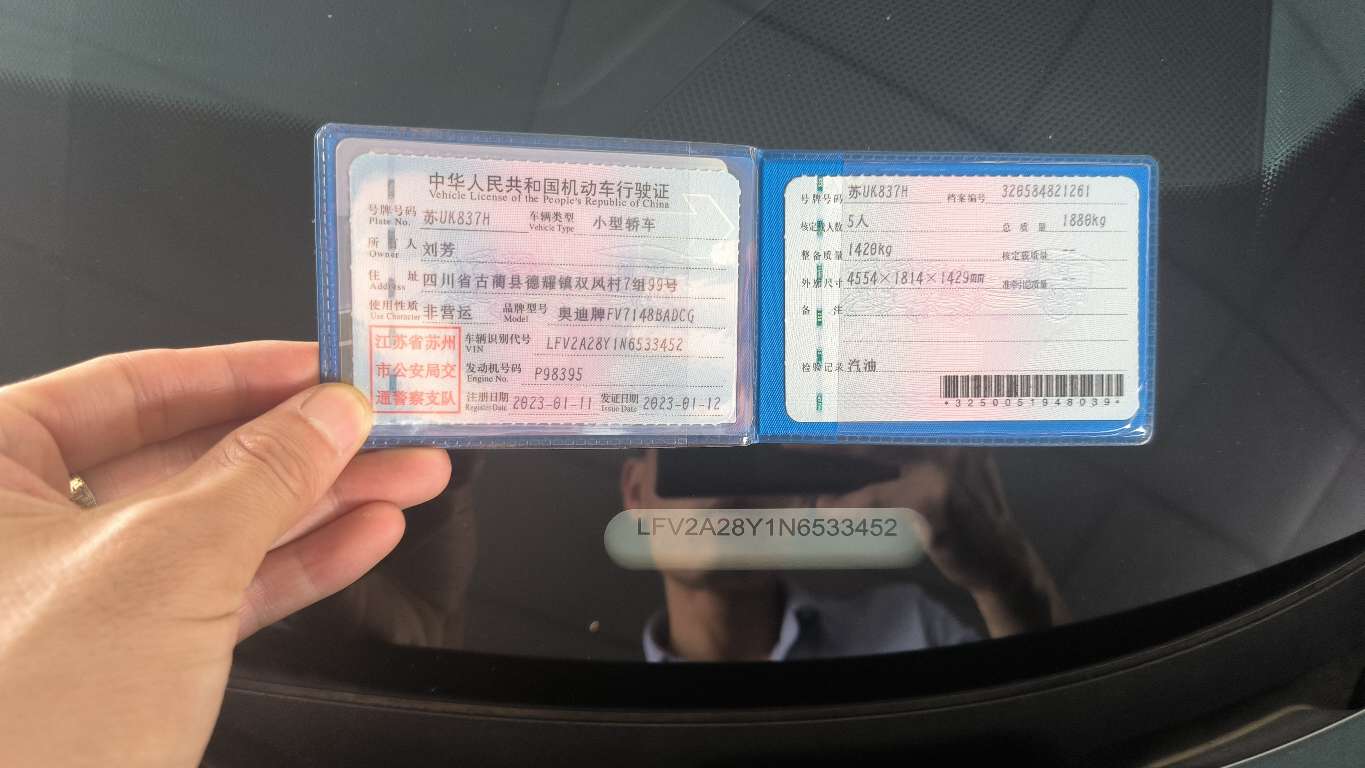 中华人民共和国机动车行驶证
Vehicle License of the People's Republic of China
号牌号码 苏UK837H 车辆类型 小型轿车
Plate No. Vehicle Type
所有人 刘芳
Owner
住址 四川省古蔺县德耀镇双凤村7组99号
Address
使用性质 非营运 品牌型号 奥迪牌FV7148BADCG
Use Character Model
江苏省苏州
市公安局交
通警察支队
车辆识别代号 LFV2A28Y1N6533452
VIN
发动机号码 P98395
Engine No.
注册日期 2023-01-11 发证日期 2023-01-12
Register Date Issue Date
号牌号码 苏UK837H 档案编号 320584821261
核定载人数 5人 总质量 1880kg
整备质量 1420kg 核定载质量 --
外廓尺寸 4554×1814×1429mm 准牵引总质量 --
备注
检验记录 汽油
*3250051948039*
LFV2A28Y1N6533452